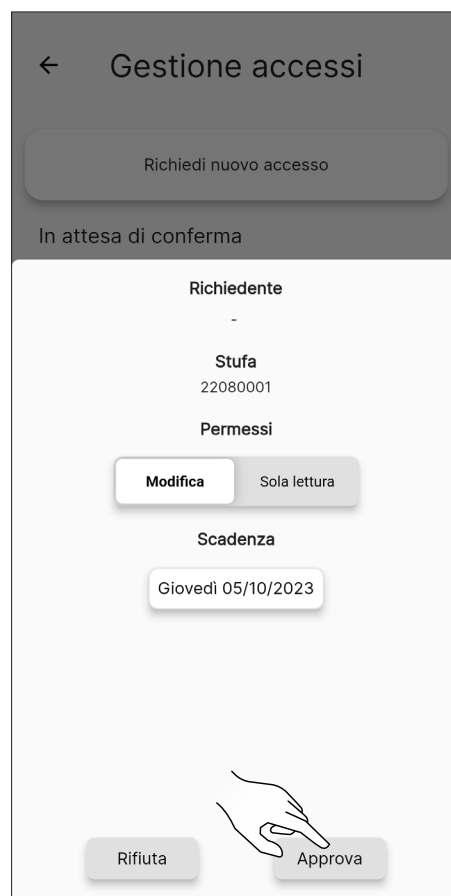 Gestione accessi
Richiedi nuovo accesso
In attesa di conferma
Richiedente
-
Stufa
22080001
Permessi
Modifica Sola lettura
Scadenza
Giovedì 05/10/2023
Rifiuta Approva